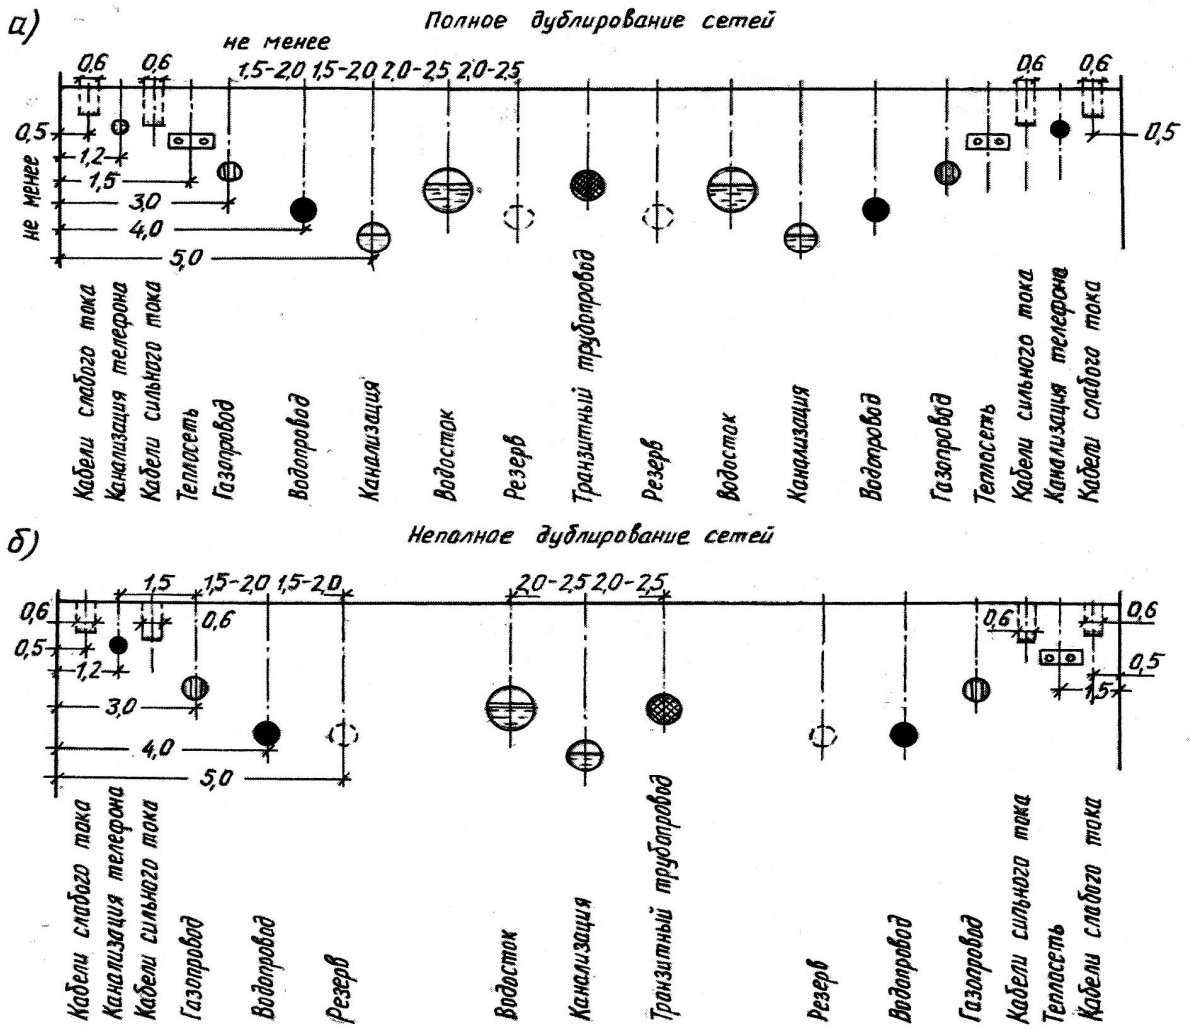 а)
Полное дублирование сетей
не менее
0,6
0,6
1,5-2,0 1,5-2,0 2,0-2,5 2,0-2,5
0,6
0,6
0,5
0,5
1,2
1,5
3,0
4,0
5,0
не менее
Кабели слабого тока
Канализация телефона
Кабели сильного тока
Теплосеть
Газопровод
Водопровод
Канализация
Водосток
Резерв
Транзитный трубопровод
Резерв
Водосток
Канализация
Водопровод
Газопровод
Теплосеть
Кабели сильного тока
Канализация телефона
Кабели слабого тока
б)
Неполное дублирование сетей
1,5
1,5-2,0 1,5-2,0
2,0-2,5 2,0-2,5
0,6
0,6
0,6
0,6
0,5
0,5
1,2
1,5
3,0
4,0
5,0
Кабели слабого тока
Канализация телефона
Кабели сильного тока
Газопровод
Водопровод
Резерв
Водосток
Канализация
Транзитный трубопровод
Резерв
Водопровод
Газопровод
Кабели сильного тока
Теплосеть
Кабели слабого тока